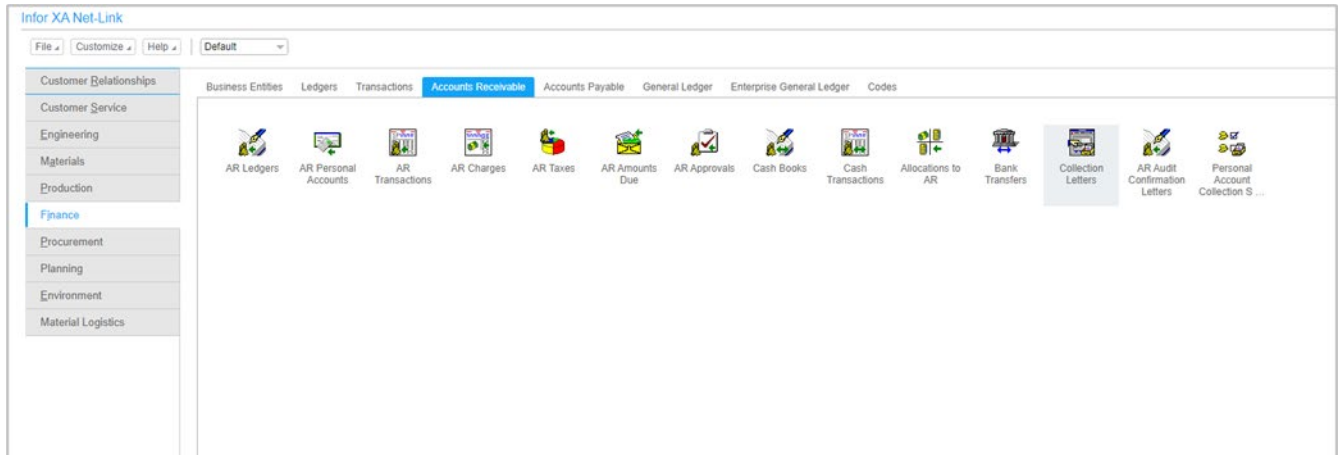 Infor XA Net-Link
File Customize Help Default
Customer Relationships
Customer Service
Engineering
Materials
Production
Finance
Procurement
Planning
Environment
Material Logistics
Business Entities Ledgers Transactions Accounts Receivable Accounts Payable General Ledger Enterprise General Ledger Codes
AR Ledgers
AR Personal
Accounts
AR
Transactions
AR Charges
AR Taxes
AR Amounts
Due
AR Approvals
Cash Books
Cash
Transactions
Allocations to
AR
Bank
Transfers
Collection
Letters
AR Audit
Confirmation
Letters
Personal
Account
Collection S ...